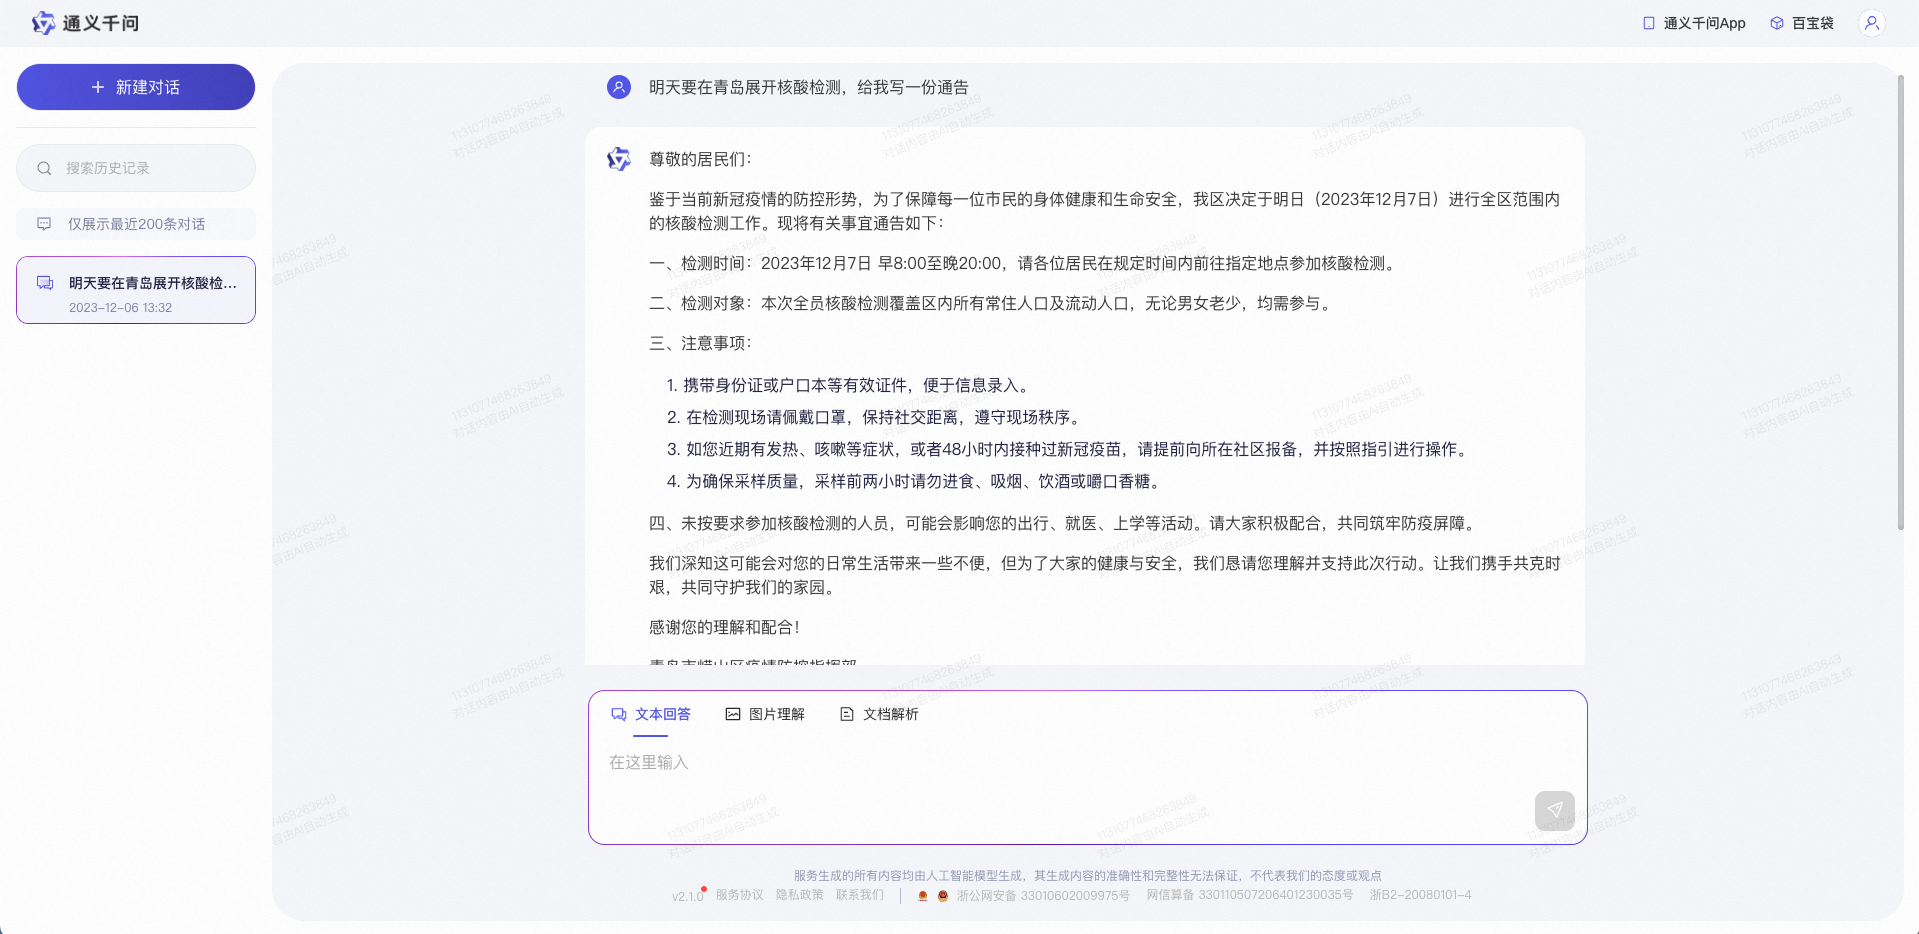 通义千问
通义千问App
百宝袋
新建对话
搜索历史记录
仅展示最近200条对话
明天要在青岛展开核酸检...
2023-12-06 13:32
明天要在青岛展开核酸检测，给我写一份通告
尊敬的居民们：
鉴于当前新冠疫情的防控形势，为了保障每一位市民的身体健康和生命安全，我区决定于明日（2023年12月7日）进行全区范围内
的核酸检测工作。现将有关事宜通告如下：
一、检测时间：2023年12月7日 早8:00至晚20:00，请各位居民在规定时间内前往指定地点参加核酸检测。
二、检测对象：本次全员核酸检测覆盖区内所有常住人口及流动人口，无论男女老少，均需参与。
三、注意事项：
1. 携带身份证或户口本等有效证件，便于信息录入。
2. 在检测现场请佩戴口罩，保持社交距离，遵守现场秩序。
3. 如您近期有发热、咳嗽等症状，或者48小时内接种过新冠疫苗，请提前向所在社区报备，并按照指引进行操作。
4. 为确保采样质量，采样前两小时请勿进食、吸烟、饮酒或嚼口香糖。
四、未按要求参加核酸检测的人员，可能会影响您的出行、就医、上学等活动。请大家积极配合，共同筑牢防疫屏障。
我们深知这可能会对您的日常生活带来一些不便，但为了大家的健康与安全，我们恳请您理解并支持此次行动。让我们携手共克时
艰，共同守护我们的家园。
感谢您的理解和配合！
青岛市崂山区疫情防控指挥部
文本回答 图片理解 文档解析
在这里输入
服务生成的所有内容均由人工智能模型生成，其生成内容的准确性和完整性无法保证，不代表我们的态度或观点
v2.1.0 服务协议 隐私政策 联系我们 浙公网安备 33010602009975号 网信算备 330110507206401230035号 浙B2-20080101-4
1131077468263849
对话内容由AI自动生成